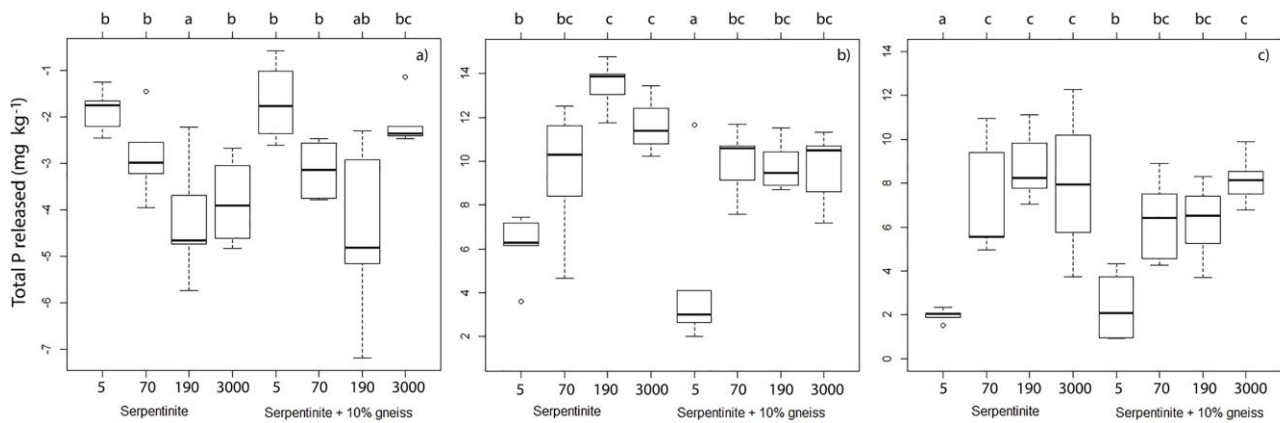 b b a b b b ab bc
a)
Total P released (mg kg-1)
-1
-2
-3
-4
-5
-6
-7
5 70 190 3000 5 70 190 3000
Serpentinite Serpentinite + 10% gneiss
b bc c c a bc bc bc
b)
14
12
10
8
6
4
2
5 70 190 3000 5 70 190 3000
Serpentinite Serpentinite + 10% gneiss
a c c c b bc bc c
c)
14
12
10
8
6
4
2
0
5 70 190 3000 5 70 190 3000
Serpentinite Serpentinite + 10% gneiss